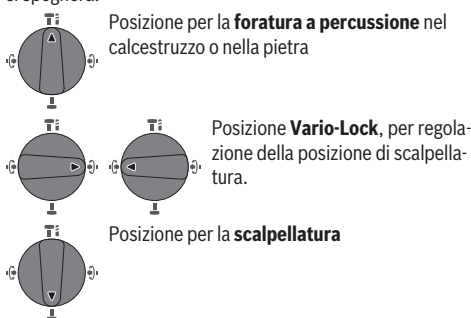 Posizione per la foratura a percussione nel
calcestruzzo o nella pietra
Posizione Vario-Lock, per regola-
zione della posizione di scalpella-
tura.
Posizione per la scalpellatura